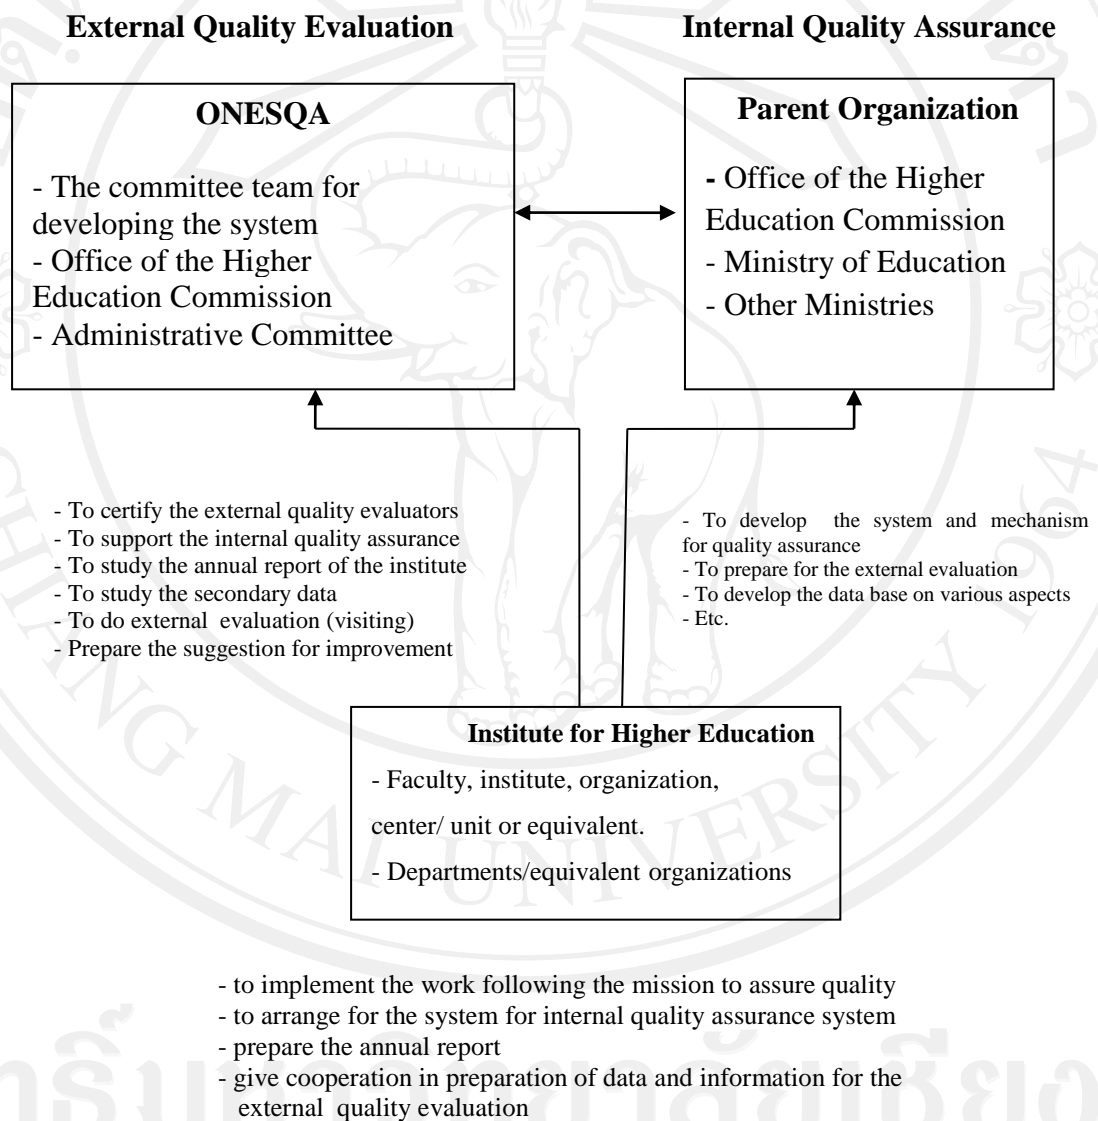 External Quality Evaluation
Internal Quality Assurance
ONESQA
- The committee team for
developing the system
- Office of the Higher
Education Commission
- Administrative Committee
Parent Organization
- Office of the Higher
Education Commission
- Ministry of Education
- Other Ministries
- To certify the external quality evaluators
- To support the internal quality assurance
- To study the annual report of the institute
- To study the secondary data
- To do external evaluation (visiting)
- Prepare the suggestion for improvement
- To develop the system and mechanism
for quality assurance
- To prepare for the external evaluation
- To develop the data base on various aspects
- Etc.
Institute for Higher Education
- Faculty, institute, organization,
center/ unit or equivalent.
- Departments/equivalent organizations
- to implement the work following the mission to assure quality
- to arrange for the system for internal quality assurance system
- prepare the annual report
- give cooperation in preparation of data and information for the
external quality evaluation
CHIANG MAI UNIVERSITY 1964